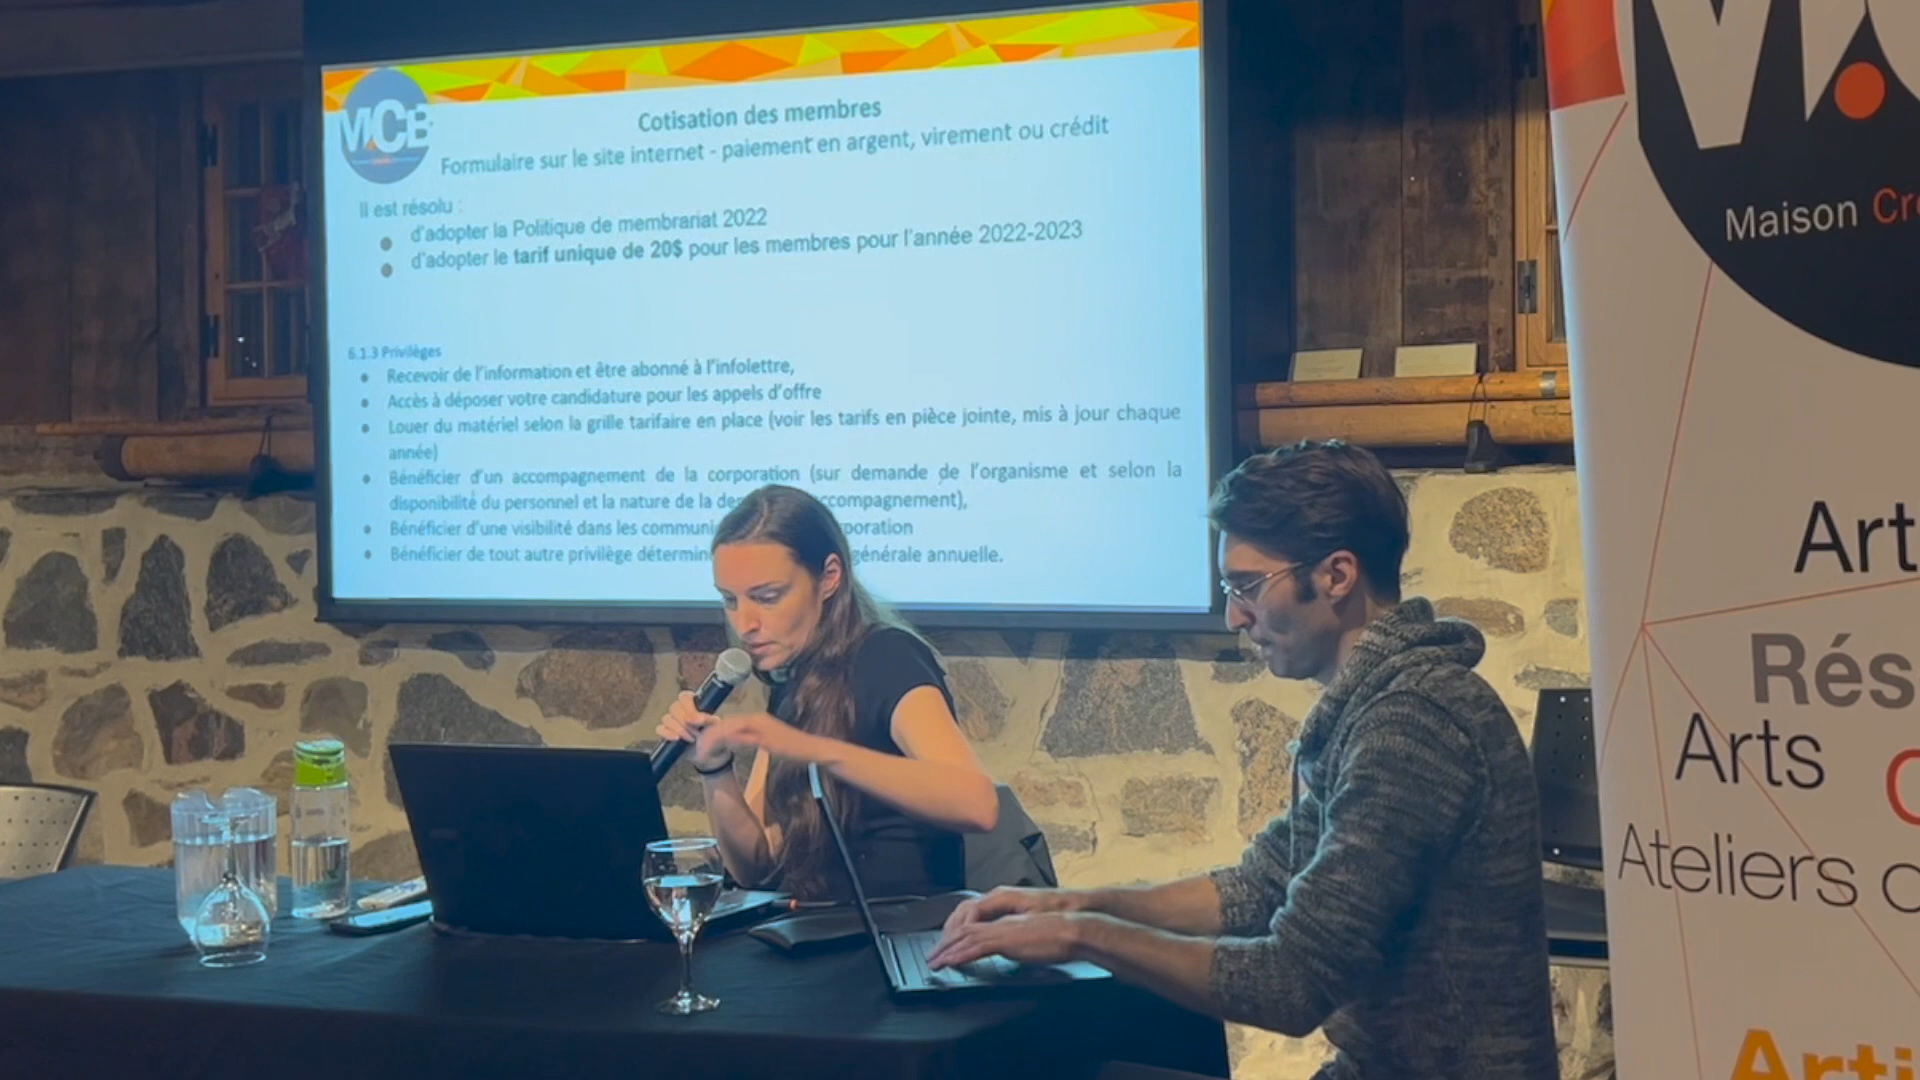 MCB
Cotisation des membres
Formulaire sur le site internet - paiement en argent, virement ou crédit
Il est résolu :
d'adopter la Politique de membrariat 2022
d'adopter le tarif unique de 20$ pour les membres pour l'année 2022-2023
6.1.3 Privilèges
Recevoir de l'information et être abonné à l'infolettre,
Accès à déposer votre candidature pour les appels d'offre
Louer du matériel selon la grille tarifaire en place (voir les tarifs en pièce jointe, mis à jour chaque
année)
Bénéficier d'un accompagnement de la corporation (sur demande de l'organisme et selon la
disponibilité du personnel et la nature de la de ccompagnement),
Bénéficier d'une visibilité dans les communi poration
Bénéficier de tout autre privilège détermin générale annuelle.
Maison Cr
Art
Rés
Arts
Ateliers
Arti